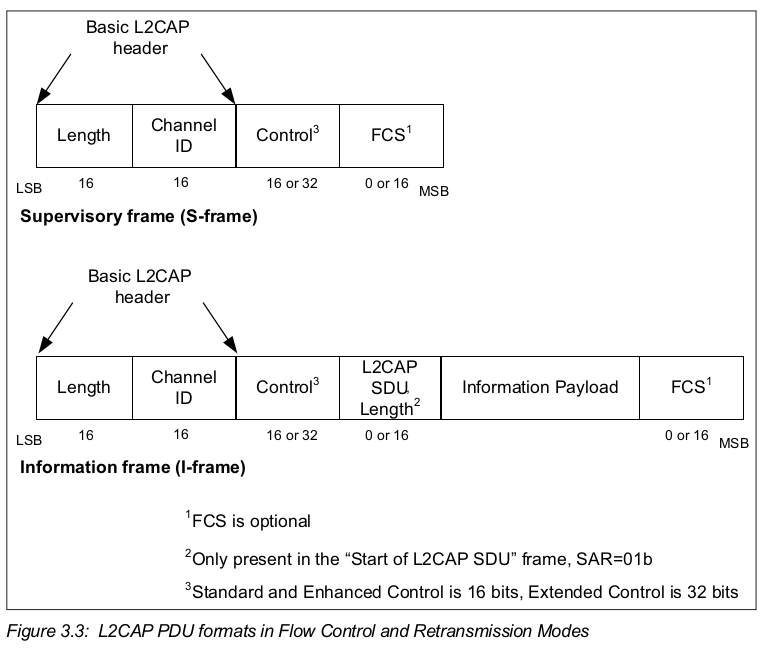 Basic L2CAP
header
Length
Channel
ID
Control³
FCS¹
LSB
16
16
16 or 32
0 or 16
MSB
Supervisory frame (S-frame)
Basic L2CAP
header
Length
Channel
ID
Control³
L2CAP
SDU
Length²
Information Payload
FCS¹
LSB
16
16
16 or 32
0 or 16
0 or 16
MSB
Information frame (I-frame)
¹FCS is optional
²Only present in the “Start of L2CAP SDU” frame, SAR=01b
³Standard and Enhanced Control is 16 bits, Extended Control is 32 bits
Figure 3.3: L2CAP PDU formats in Flow Control and Retransmission Modes